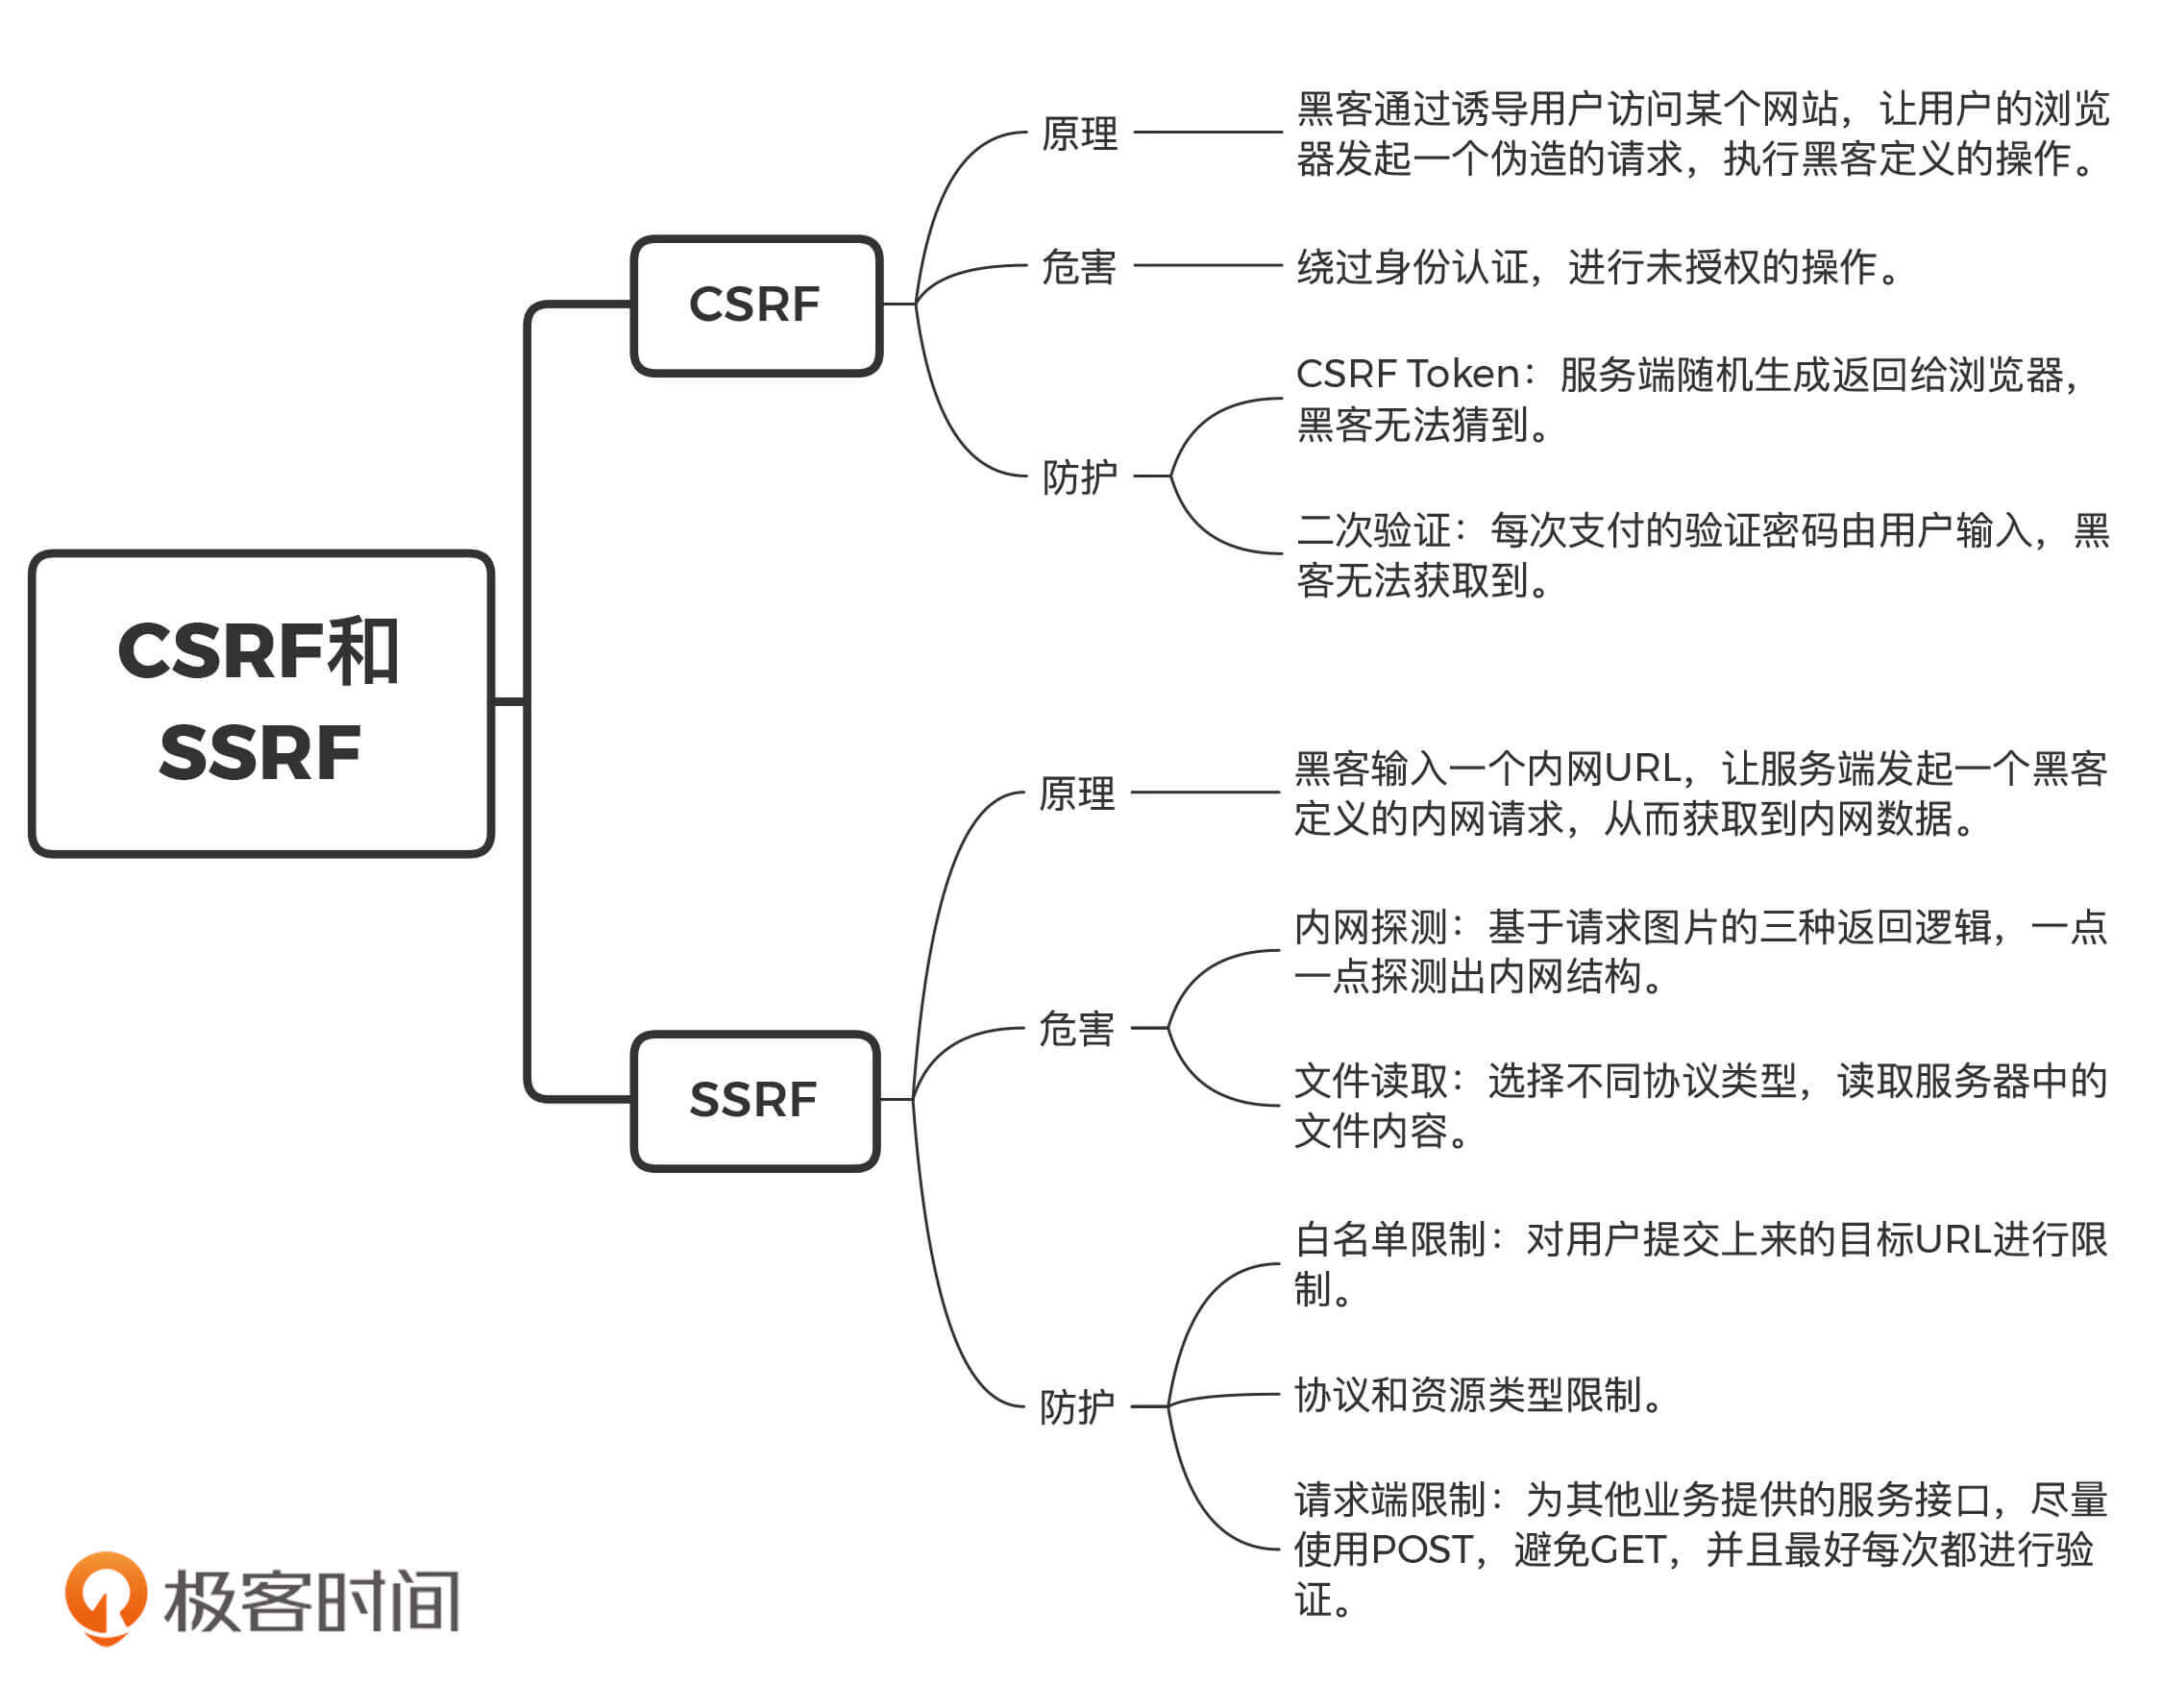 CSRF和
SSRF
CSRF
原理
黑客通过诱导用户访问某个网站，让用户的浏览
器发起一个伪造的请求，执行黑客定义的操作。
危害
绕过身份认证，进行未授权的操作。
防护
CSRF Token：服务端随机生成返回给浏览器，
黑客无法猜到。
二次验证：每次支付的验证密码由用户输入，黑
客无法获取到。
SSRF
原理
黑客输入一个内网URL，让服务端发起一个黑客
定义的内网请求，从而获取到内网数据。
危害
内网探测：基于请求图片的三种返回逻辑，一点
一点探测出内网结构。
文件读取：选择不同协议类型，读取服务器中的
文件内容。
防护
白名单限制：对用户提交上来的目标URL进行限
制。
协议和资源类型限制。
请求端限制：为其他业务提供的服务接口，尽量
使用POST，避免GET，并且最好每次都进行验
证。
极客时间